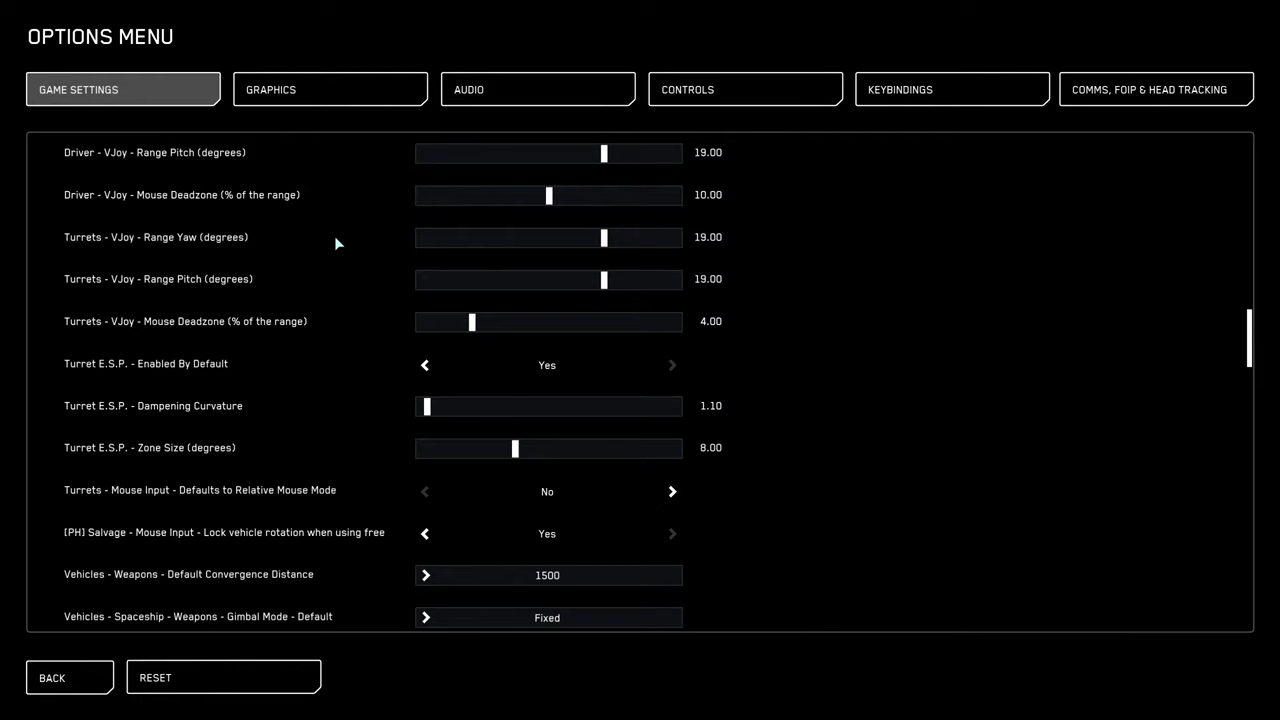 OPTIONS MENU
GAME SETTINGS GRAPHICS AUDIO CONTROLS KEYBINDINGS COMMS, FOIP & HEAD TRACKING
Driver - VJoy - Range Pitch (degrees) 19.00
Driver - VJoy - Mouse Deadzone (% of the range) 10.00
Turrets - VJoy - Range Yaw (degrees) 19.00
Turrets - VJoy - Range Pitch (degrees) 19.00
Turrets - VJoy - Mouse Deadzone (% of the range) 4.00
Turret E.S.P. - Enabled By Default Yes
Turret E.S.P. - Dampening Curvature 1.10
Turret E.S.P. - Zone Size (degrees) 8.00
Turrets - Mouse Input - Defaults to Relative Mouse Mode No
[PH] Salvage - Mouse Input - Lock vehicle rotation when using free Yes
Vehicles - Weapons - Default Convergence Distance 1500
Vehicles - Spaceship - Weapons - Gimbal Mode - Default Fixed
BACK RESET